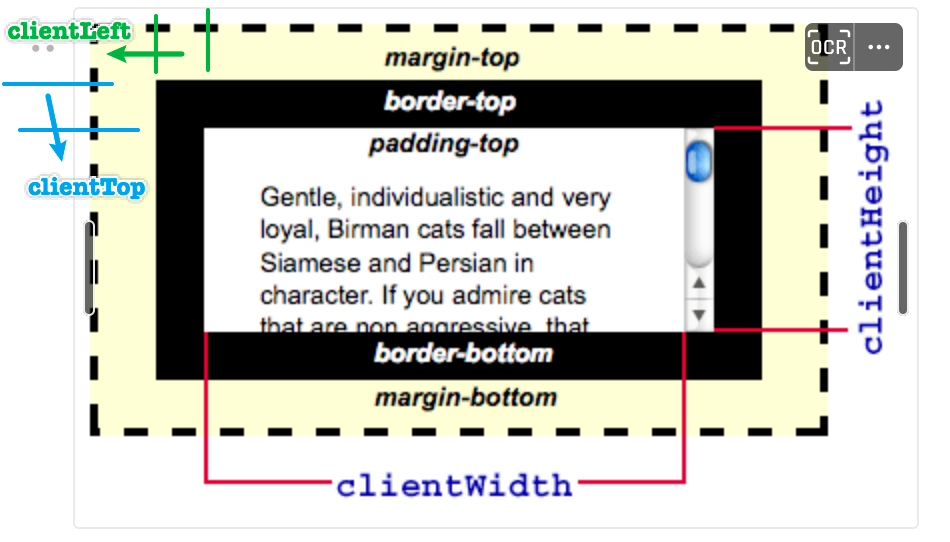 clientLeft
OCR
margin-top
border-top
padding-top
clientTop
Gentle, individualistic and very
loyal, Birman cats fall between
Siamese and Persian in
character. If you admire cats
that are non aggressive, that
border-bottom
margin-bottom
clientHeight
clientWidth